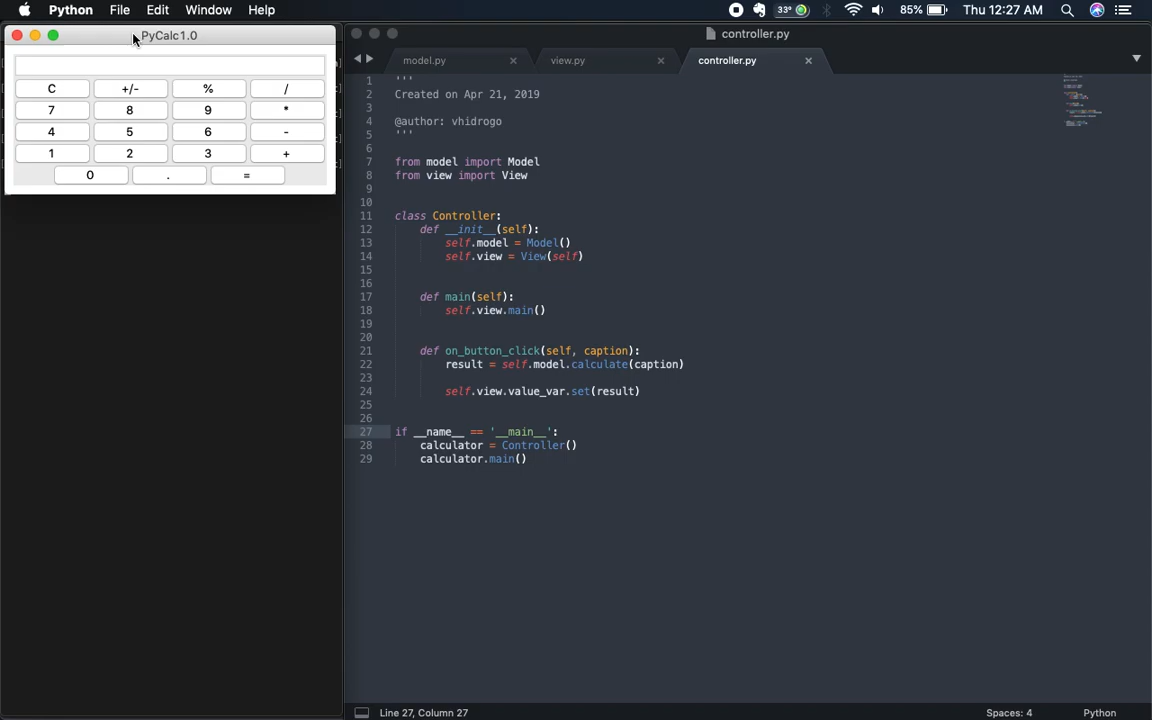 Python File Edit Window Help 33° 85% Thu 12:27 AM
PyCalc1.0
C +/- % /
7 8 9 *
4 5 6 -
1 2 3 +
0 . =
controller.py
model.py view.py controller.py
1 '''
2 Created on Apr 21, 2019
3
4 @author: vhidrogo
5 '''
6
7 from model import Model
8 from view import View
9
10
11 class Controller:
12 def __init__(self):
13 self.model = Model()
14 self.view = View(self)
15
16
17 def main(self):
18 self.view.main()
19
20
21 def on_button_click(self, caption):
22 result = self.model.calculate(caption)
23
24 self.view.value_var.set(result)
25
26
27 if __name__ == '__main__':
28 calculator = Controller()
29 calculator.main()
Line 27, Column 27 Spaces: 4 Python